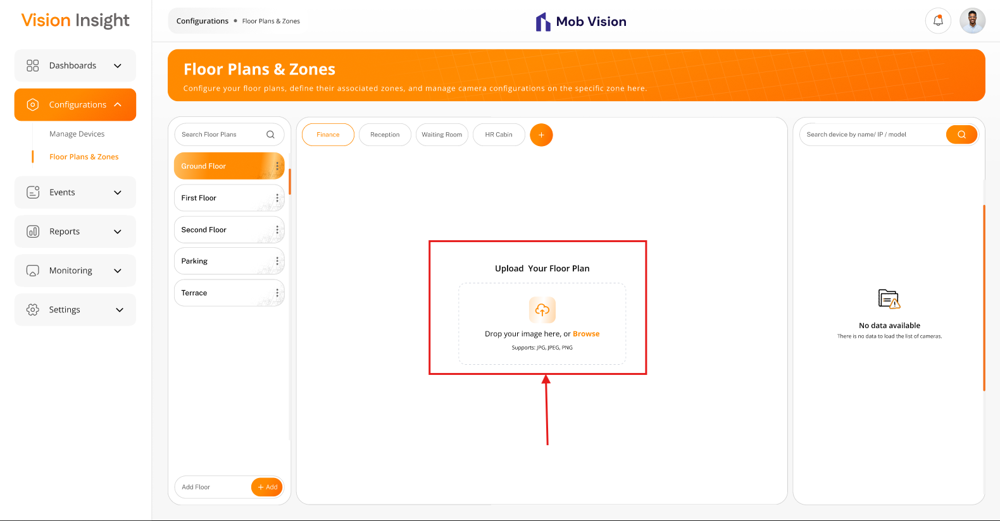 Vision Insight
Configurations • Floor Plans & Zones
Mob Vision
Dashboards
Configurations
Manage Devices
Floor Plans & Zones
Events
Reports
Monitoring
Settings
Floor Plans & Zones
Configure your floor plans, define their associated zones, and manage camera configurations on the specific zone here.
Search Floor Plans
Ground Floor
First Floor
Second Floor
Parking
Terrace
Add Floor
+ Add
Finance
Reception
Waiting Room
HR Cabin
+
Upload Your Floor Plan
Drop your image here, or Browse
Supports: JPG, JPEG, PNG
Search device by name/ IP / model
No data available
There is no data to load the list of cameras.